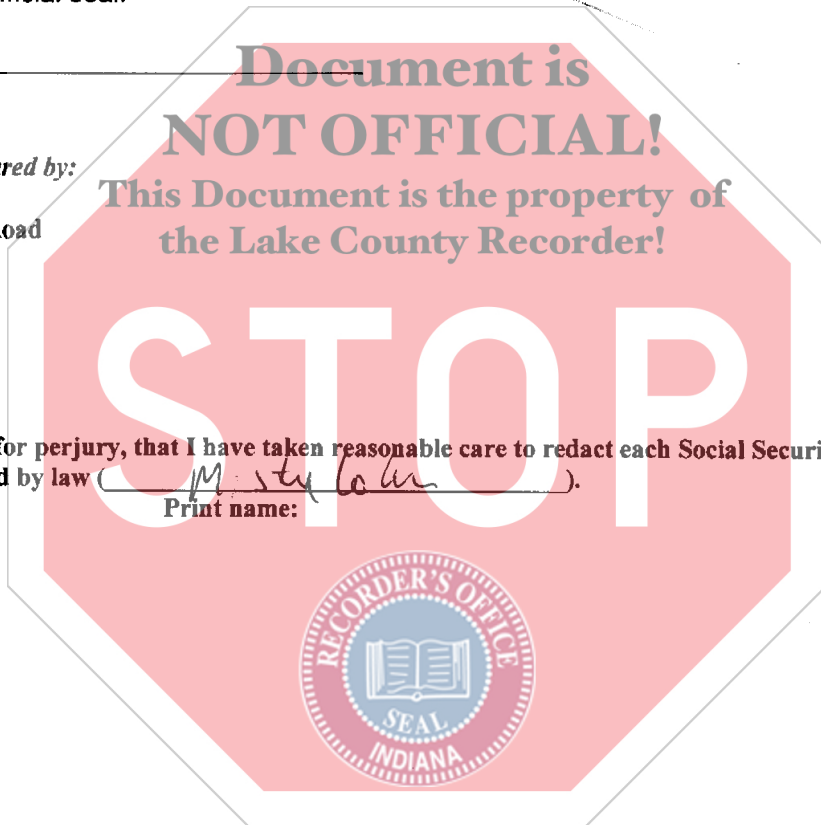 Document is
NOT OFFICIAL!
red by:
This Document is the property of
oad
the Lake County Recorder!
STOP
for perjury, that I have taken reasonable care to redact each Social Securi
d by law (
).
Print name:
RECORDER'S OFFICE
SEAL
INDIANA